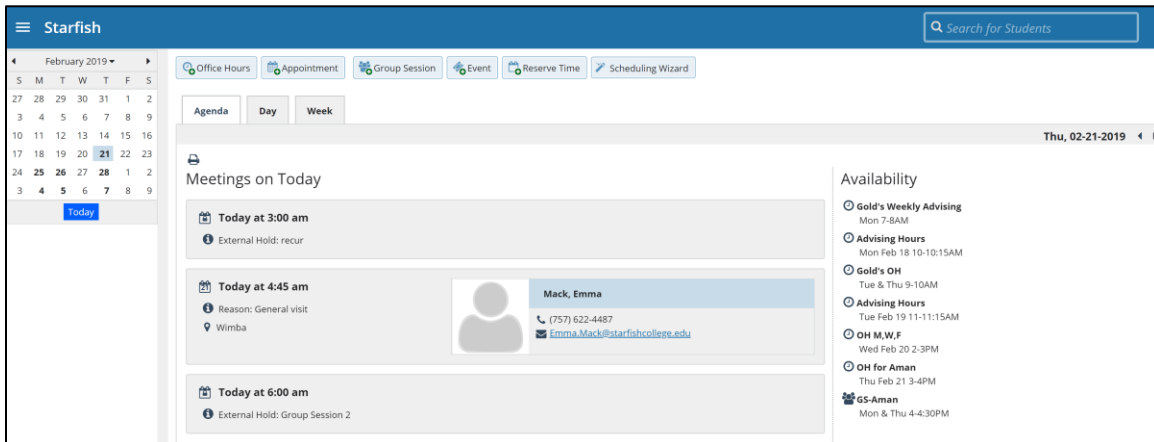 Starfish
Search for Students
February 2019
S M T W T F S
27 28 29 30 31 1 2
3 4 5 6 7 8 9
10 11 12 13 14 15 16
17 18 19 20 21 22 23
24 25 26 27 28 1 2
3 4 5 6 7 8 9
Today
Office Hours Appointment Group Session Event Reserve Time Scheduling Wizard
Agenda Day Week
Thu, 02-21-2019
Meetings on Today
Today at 3:00 am
External Hold: recur
21 Today at 4:45 am
Reason: General visit
Wimba
Mack, Emma
(757) 622-4487
Emma.Mack@starfishcollege.edu
Today at 6:00 am
External Hold: Group Session 2
Availability
Gold's Weekly Advising
Mon 7-8AM
Advising Hours
Mon Feb 18 10-10:15AM
Gold's OH
Tue & Thu 9-10AM
Advising Hours
Tue Feb 19 11-11:15AM
OH M,W,F
Wed Feb 20 2-3PM
OH for Aman
Thu Feb 21 3-4PM
GS-Aman
Mon & Thu 4-4:30PM